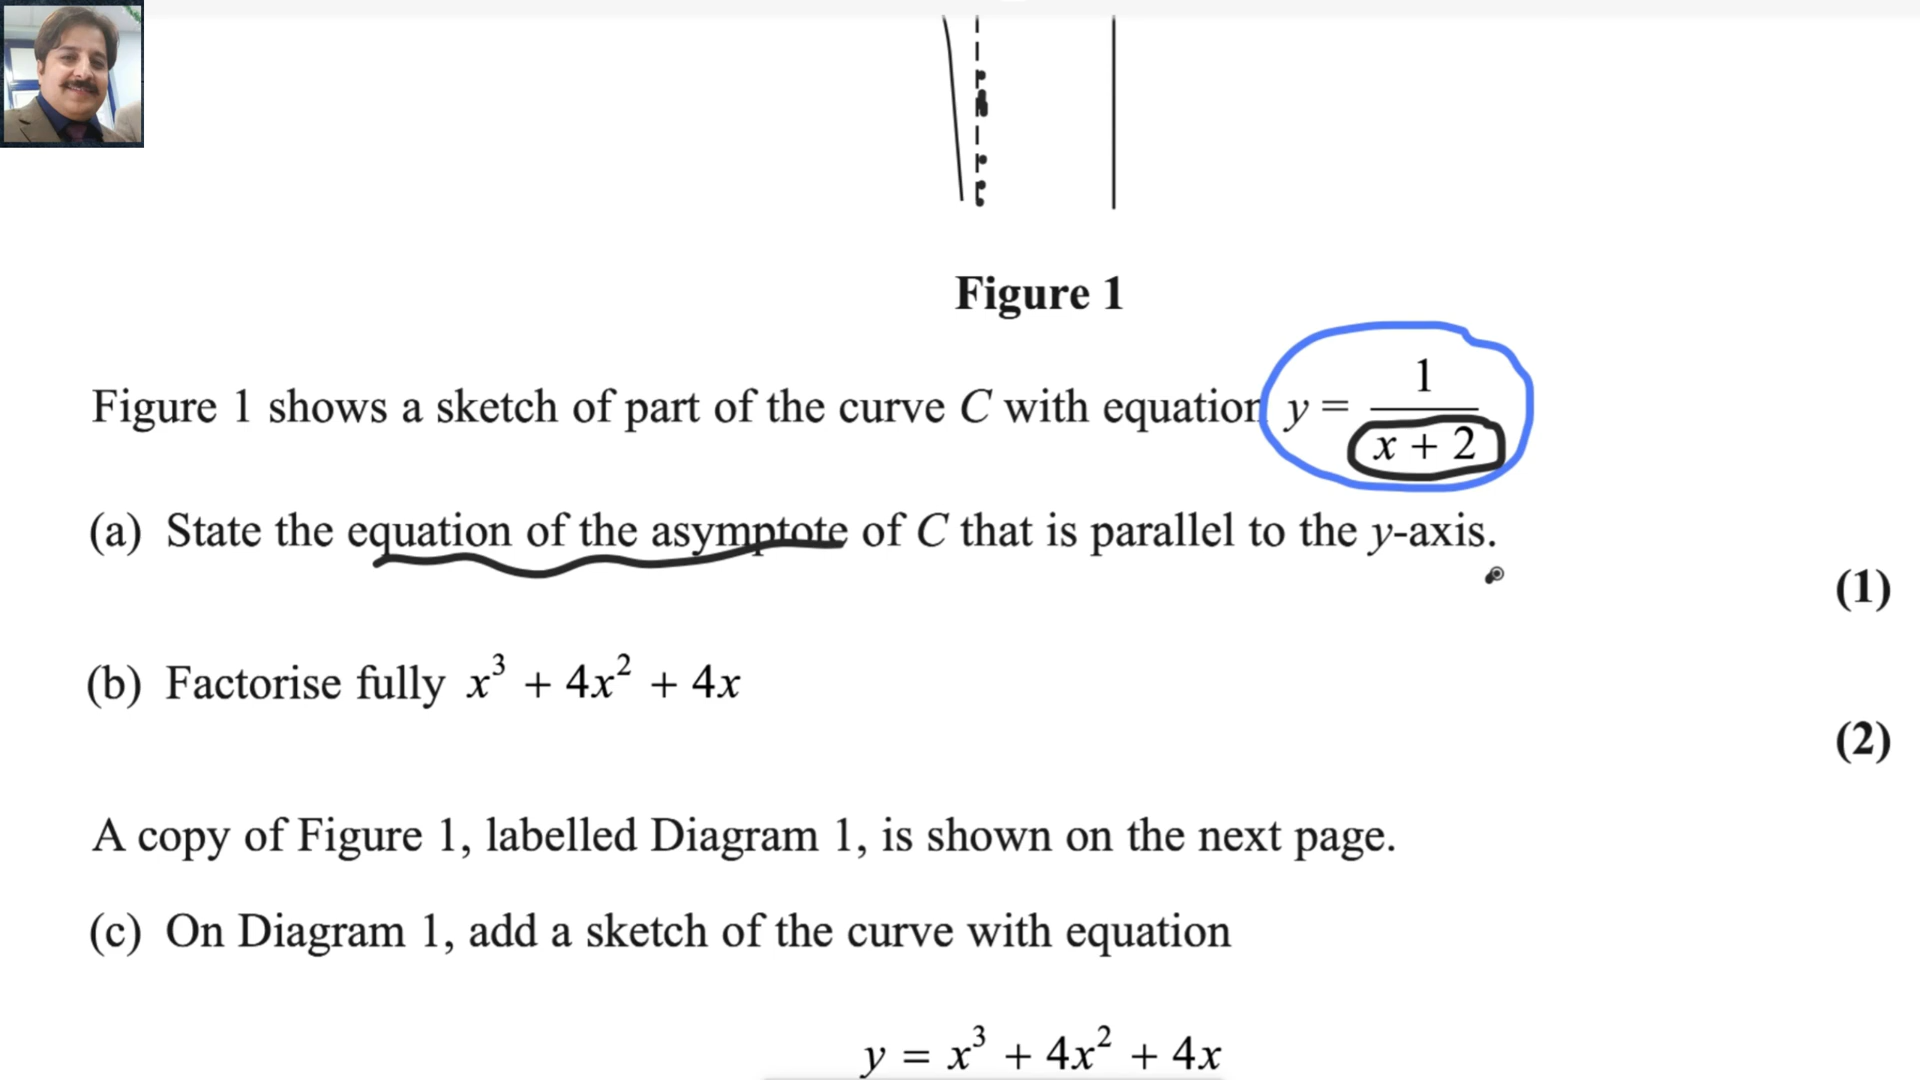 Figure 1
Figure 1 shows a sketch of part of the curve C with equation y = 1 / (x + 2)
(a) State the equation of the asymptote of C that is parallel to the y-axis.
(1)
(b) Factorise fully x³ + 4x² + 4x
(2)
A copy of Figure 1, labelled Diagram 1, is shown on the next page.
(c) On Diagram 1, add a sketch of the curve with equation
y = x³ + 4x² + 4x